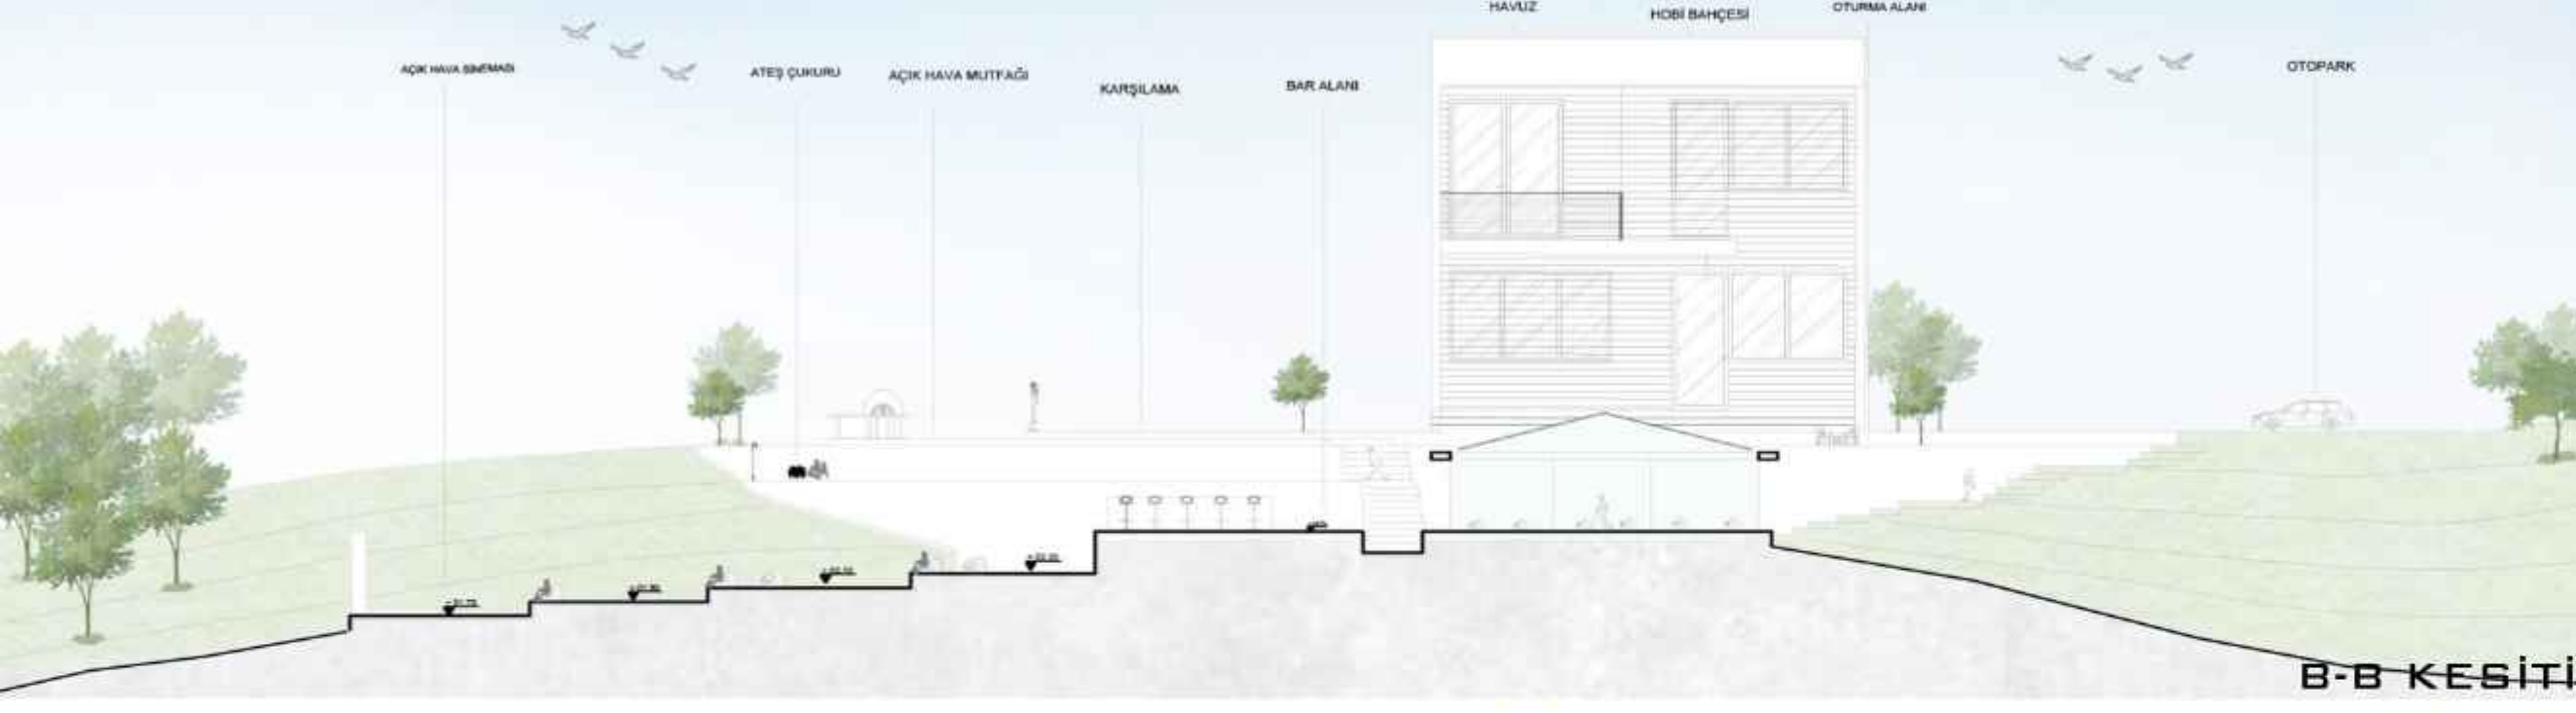 HAVUZ
HOBİ BAHÇESİ
OTURMA ALANI
AÇIK HAVA SİNEMASI
ATEŞ ÇUKURU
AÇIK HAVA MUTFAĞI
KARŞILAMA
BAR ALANI
OTOPARK
B-B KESİTİ